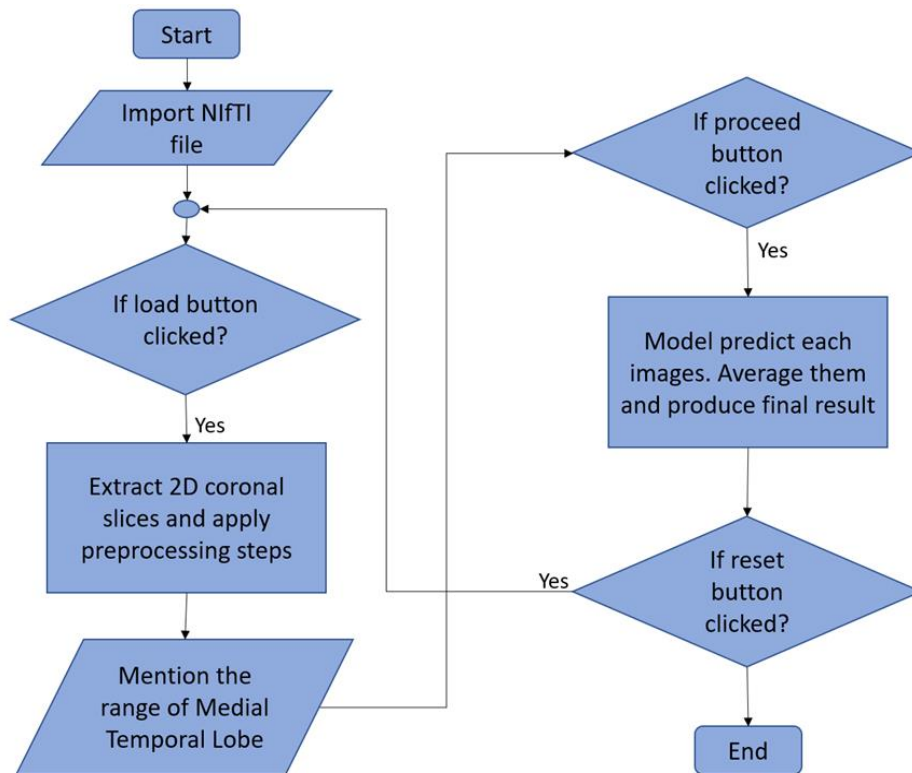 Start
Import NIfTI
file
If load button
clicked?
Yes
Extract 2D coronal
slices and apply
preprocessing steps
Mention the
range of Medial
Temporal Lobe
If proceed
button
clicked?
Yes
Model predict each
images. Average them
and produce final result
If reset
button
clicked?
Yes
End